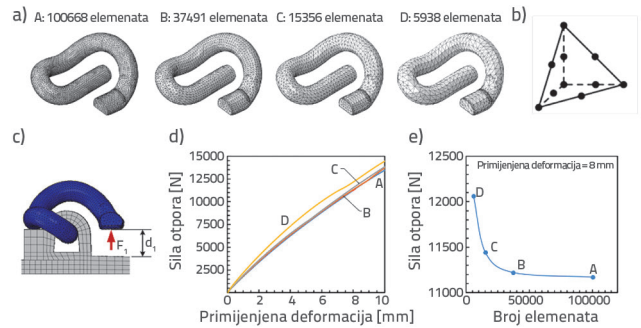 a) A: 100668 elemenata B: 37491 elemenata C: 15356 elemenata D: 5938 elemenata
b)
c)
F1
d1
d)
Sila otpora [N]
15000
12500
10000
7500
5000
2500
0 2 4 6 8 10
Primijenjena deformacija [mm]
A
B
C
D
e)
Sila otpora [N]
12500
12000
11500
11000
0 50000 100000
Broj elemenata
Primijenjena deformacija = 8 mm
D
C
B
A